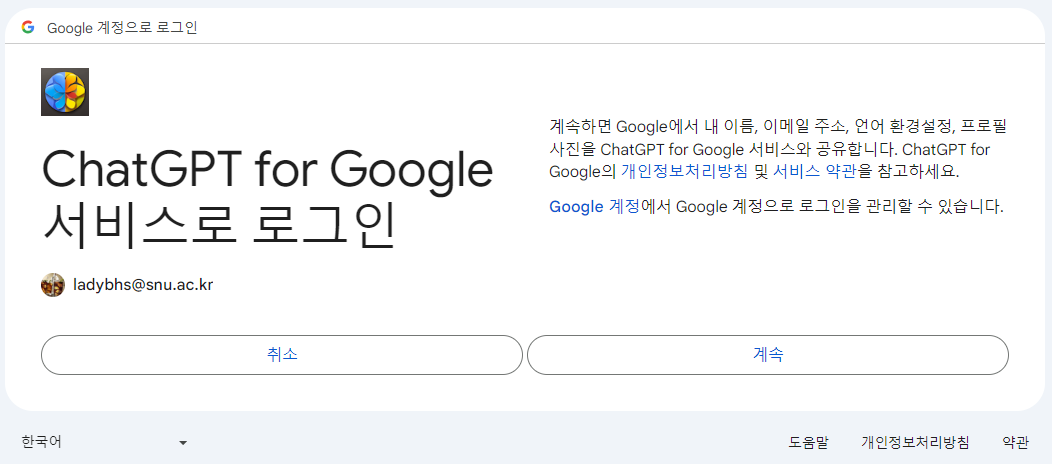 Google 계정으로 로그인
ChatGPT for Google
서비스로 로그인
ladybhs@snu.ac.kr
계속하면 Google에서 내 이름, 이메일 주소, 언어 환경설정, 프로필
사진을 ChatGPT for Google 서비스와 공유합니다. ChatGPT for
Google의 개인정보처리방침 및 서비스 약관을 참고하세요.
Google 계정에서 Google 계정으로 로그인을 관리할 수 있습니다.
취소
계속
한국어
도움말
개인정보처리방침
약관